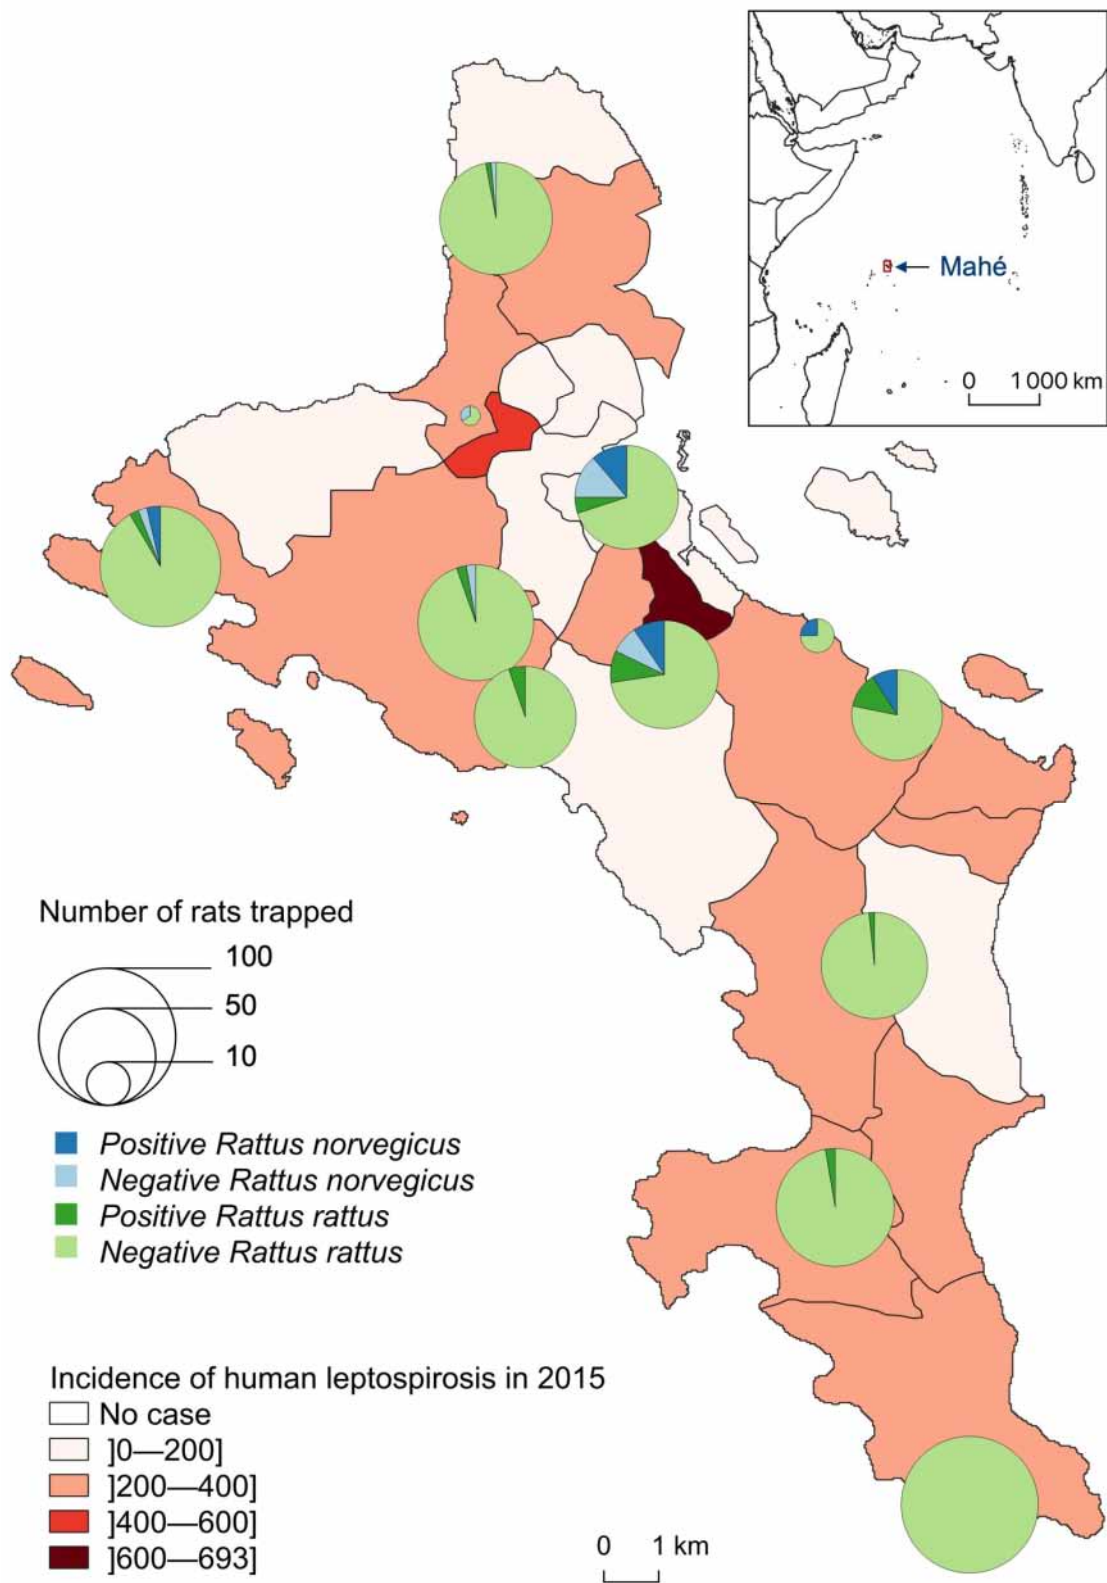 Mahé
0 1 000 km
Number of rats trapped
100
50
10
Positive Rattus norvegicus
Negative Rattus norvegicus
Positive Rattus rattus
Negative Rattus rattus
Incidence of human leptospirosis in 2015
No case
]0—200]
]200—400]
]400—600]
]600—693]
0 1 km